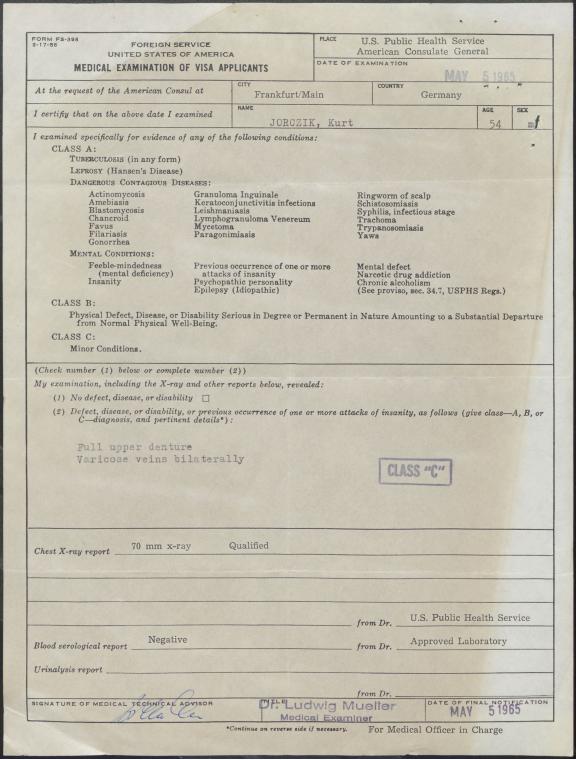 FORM FS-398
2-17-56
FOREIGN SERVICE
UNITED STATES OF AMERICA
MEDICAL EXAMINATION OF VISA APPLICANTS
PLACE
U.S. Public Health Service
American Consulate General
DATE OF EXAMINATION
MAY 5 1965
At the request of the American Consul at
CITY
Frankfurt/Main
COUNTRY
Germany
I certify that on the above date I examined
NAME
JORCZIK, Kurt
AGE
54
SEX
m
I examined specifically for evidence of any of the following conditions:
CLASS A:
TUBERCULOSIS (in any form)
LEPROSY (Hansen's Disease)
DANGEROUS CONTAGIOUS DISEASES:
Actinomycosis
Amebiasis
Blastomycosis
Chancroid
Favus
Filariasis
Gonorrhea
Granuloma Inguinale
Keratoconjunctivitis infections
Leishmaniasis
Lymphogranuloma Venereum
Mycetoma
Paragonimiasis
Ringworm of scalp
Schistosomiasis
Syphilis, infectious stage
Trachoma
Trypanosomiasis
Yaws
MENTAL CONDITIONS:
Feeble-mindedness
(mental deficiency)
Insanity
Previous occurrence of one or more
attacks of insanity
Psychopathic personality
Epilepsy (Idiopathic)
Mental defect
Narcotic drug addiction
Chronic alcoholism
(See proviso, sec. 34.7, USPHS Regs.)
CLASS B:
Physical Defect, Disease, or Disability Serious in Degree or Permanent in Nature Amounting to a Substantial Departure
from Normal Physical Well-Being.
CLASS C:
Minor Conditions.
(Check number (1) below or complete number (2))
My examination, including the X-ray and other reports below, revealed:
(1) No defect, disease, or disability □
(2) Defect, disease, or disability, or previous occurrence of one or more attacks of insanity, as follows (give class—A, B, or
C—diagnosis, and pertinent details*):
Full upper denture
Varicose veins bilaterally
CLASS "C"
Chest X-ray report 70 mm x-ray Qualified
from Dr. U.S. Public Health Service
Blood serological report Negative from Dr. Approved Laboratory
Urinalysis report
from Dr.
SIGNATURE OF MEDICAL TECHNICAL ADVISOR
TITLE
Dr. Ludwig Mueller
Medical Examiner
DATE OF FINAL NOTIFICATION
MAY 5 1965
*Continue on reverse side if necessary.
For Medical Officer in Charge